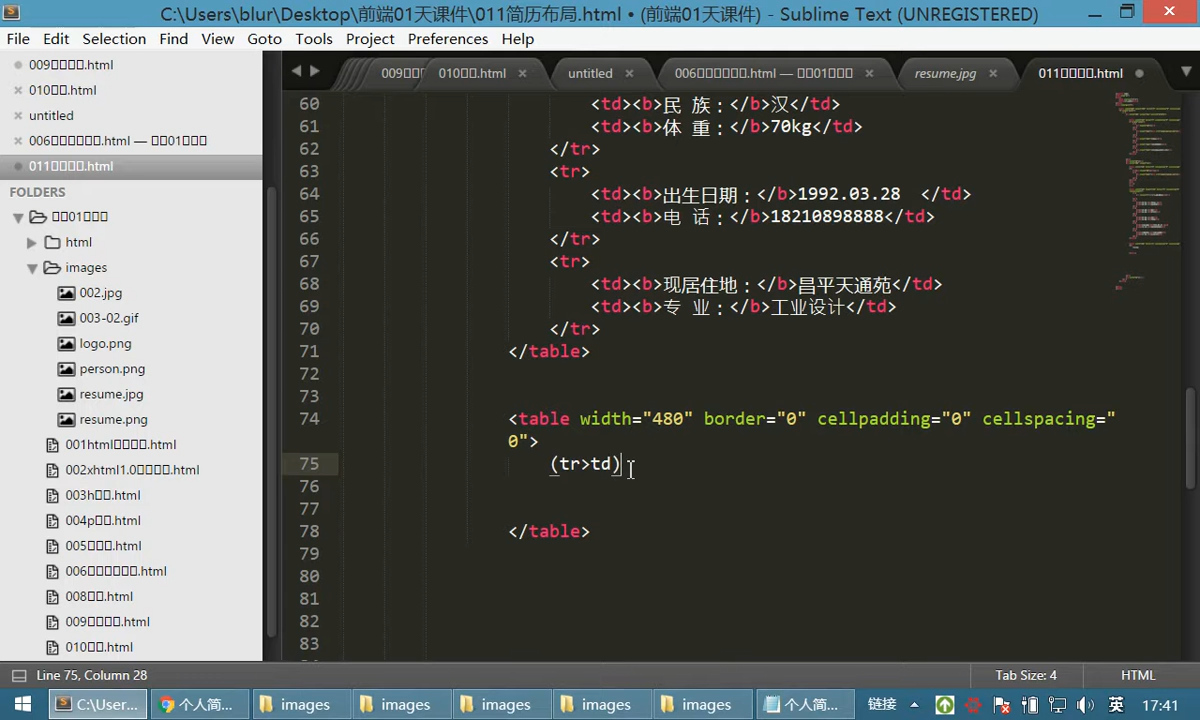 C:\Users\blur\Desktop\前端01天课件\011简历布局.html • (前端01天课件) - Sublime Text (UNREGISTERED)
File Edit Selection Find View Goto Tools Project Preferences Help
009 010 .html untitled 006 .html — 01 resume.jpg 011 .html
009 .html
010 .html
untitled
006 .html — 01
011 .html
FOLDERS
01
html
images
002.jpg
003-02.gif
logo.png
person.png
resume.jpg
resume.png
001html .html
002xhtml1.0 .html
003h .html
004p .html
005 .html
006 .html
008 .html
009 .html
010 .html
60 <td><b>民 族：</b>汉</td>
61 <td><b>体 重：</b>70kg</td>
62 </tr>
63 <tr>
64 <td><b>出生日期：</b>1992.03.28 </td>
65 <td><b>电 话：</b>18210898888</td>
66 </tr>
67 <tr>
68 <td><b>现居住地：</b>昌平天通苑</td>
69 <td><b>专 业：</b>工业设计</td>
70 </tr>
71 </table>
72
73
74 <table width="480" border="0" cellpadding="0" cellspacing="
0">
75 (tr>td)
76
77
78 </table>
79
80
81
82
83
Line 75, Column 28 Tab Size: 4 HTML
C:\User... 个人简... images images images images images 个人简... 链接 英 17:41